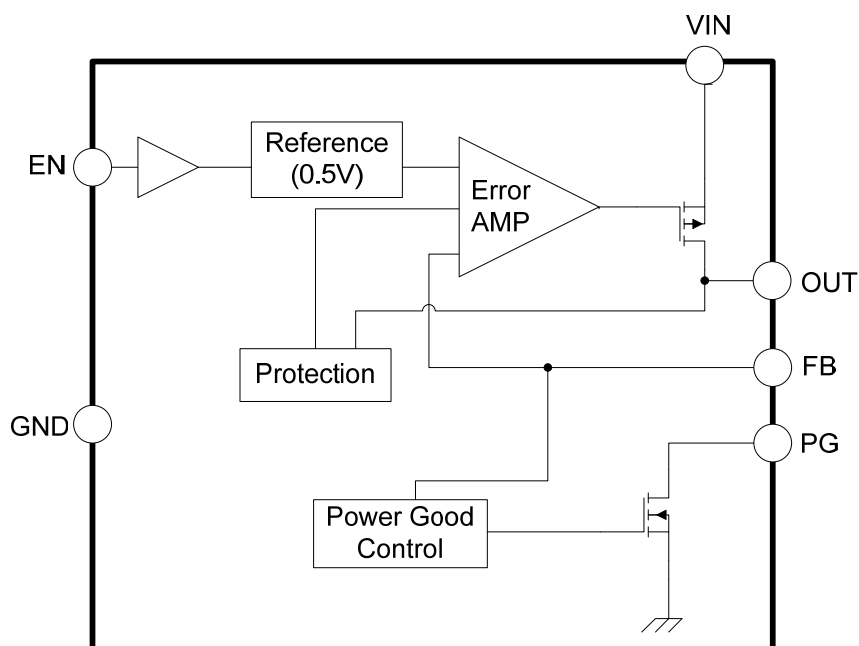 VIN
EN
Reference
(0.5V)
Error
AMP
OUT
Protection
FB
GND
PG
Power Good
Control